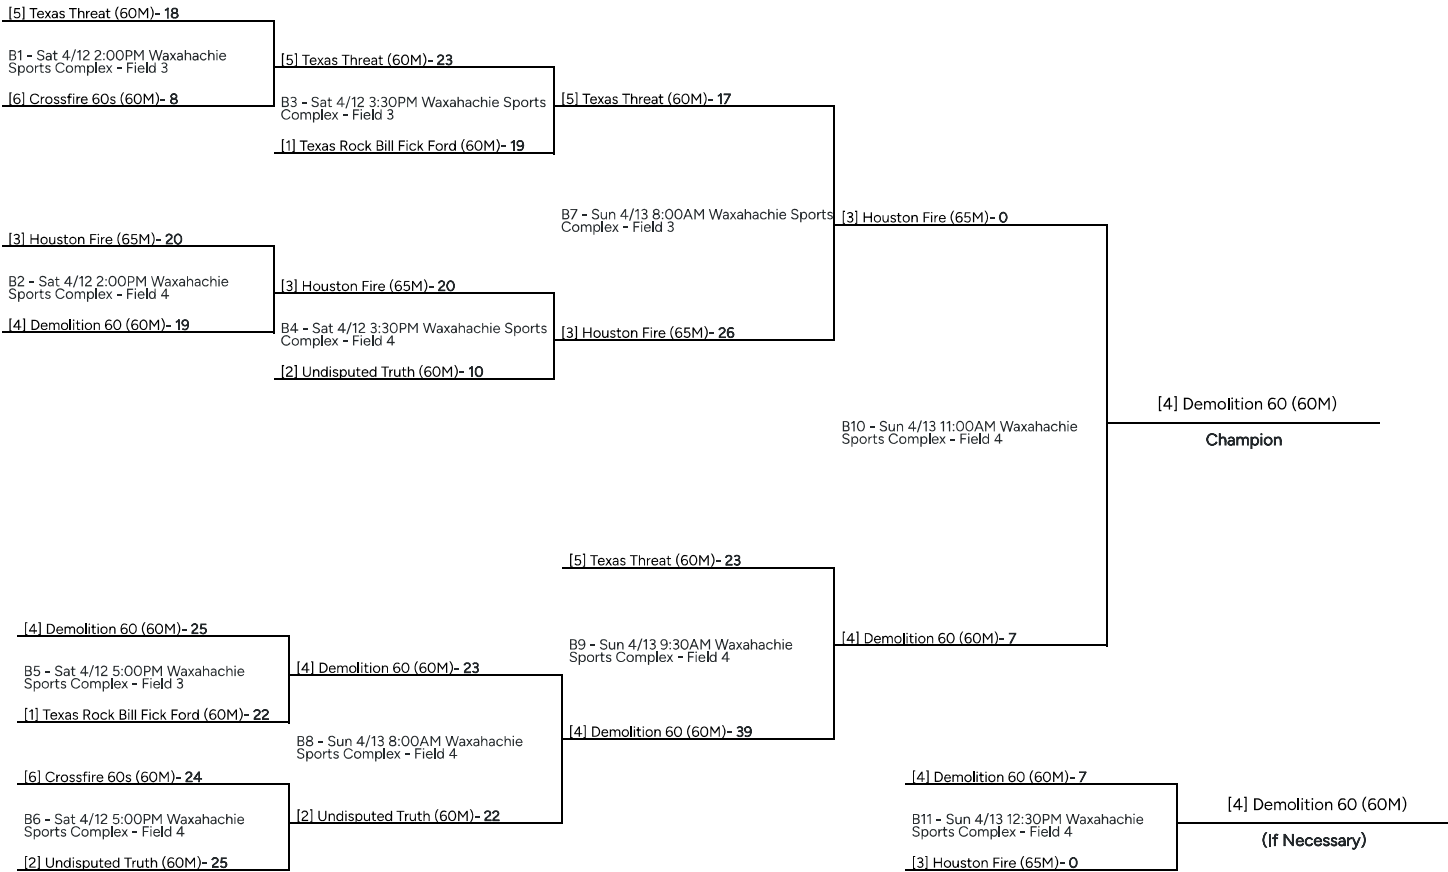 [5] Texas Threat (60M)- 18
B1 - Sat 4/12 2:00PM Waxahachie
Sports Complex - Field 3
[6] Crossfire 60s (60M)- 8
[5] Texas Threat (60M)- 23
B3 - Sat 4/12 3:30PM Waxahachie Sports
Complex - Field 3
[1] Texas Rock Bill Fick Ford (60M)- 19
[5] Texas Threat (60M)- 17
B7 - Sun 4/13 8:00AM Waxahachie Sports
Complex - Field 3
[3] Houston Fire (65M)- 26
[3] Houston Fire (65M)- 20
B2 - Sat 4/12 2:00PM Waxahachie
Sports Complex - Field 4
[4] Demolition 60 (60M)- 19
[3] Houston Fire (65M)- 20
B4 - Sat 4/12 3:30PM Waxahachie Sports
Complex - Field 4
[2] Undisputed Truth (60M)- 10
[3] Houston Fire (65M)- 0
B10 - Sun 4/13 11:00AM Waxahachie
Sports Complex - Field 4
[4] Demolition 60 (60M)- 7
[4] Demolition 60 (60M)
Champion
[5] Texas Threat (60M)- 23
B9 - Sun 4/13 9:30AM Waxahachie
Sports Complex - Field 4
[4] Demolition 60 (60M)- 39
[4] Demolition 60 (60M)- 25
B5 - Sat 4/12 5:00PM Waxahachie
Sports Complex - Field 3
[1] Texas Rock Bill Fick Ford (60M)- 22
[4] Demolition 60 (60M)- 23
B8 - Sun 4/13 8:00AM Waxahachie
Sports Complex - Field 4
[2] Undisputed Truth (60M)- 22
[6] Crossfire 60s (60M)- 24
B6 - Sat 4/12 5:00PM Waxahachie
Sports Complex - Field 4
[2] Undisputed Truth (60M)- 25
[4] Demolition 60 (60M)- 7
B11 - Sun 4/13 12:30PM Waxahachie
Sports Complex - Field 4
[3] Houston Fire (65M)- 0
[4] Demolition 60 (60M)
(If Necessary)